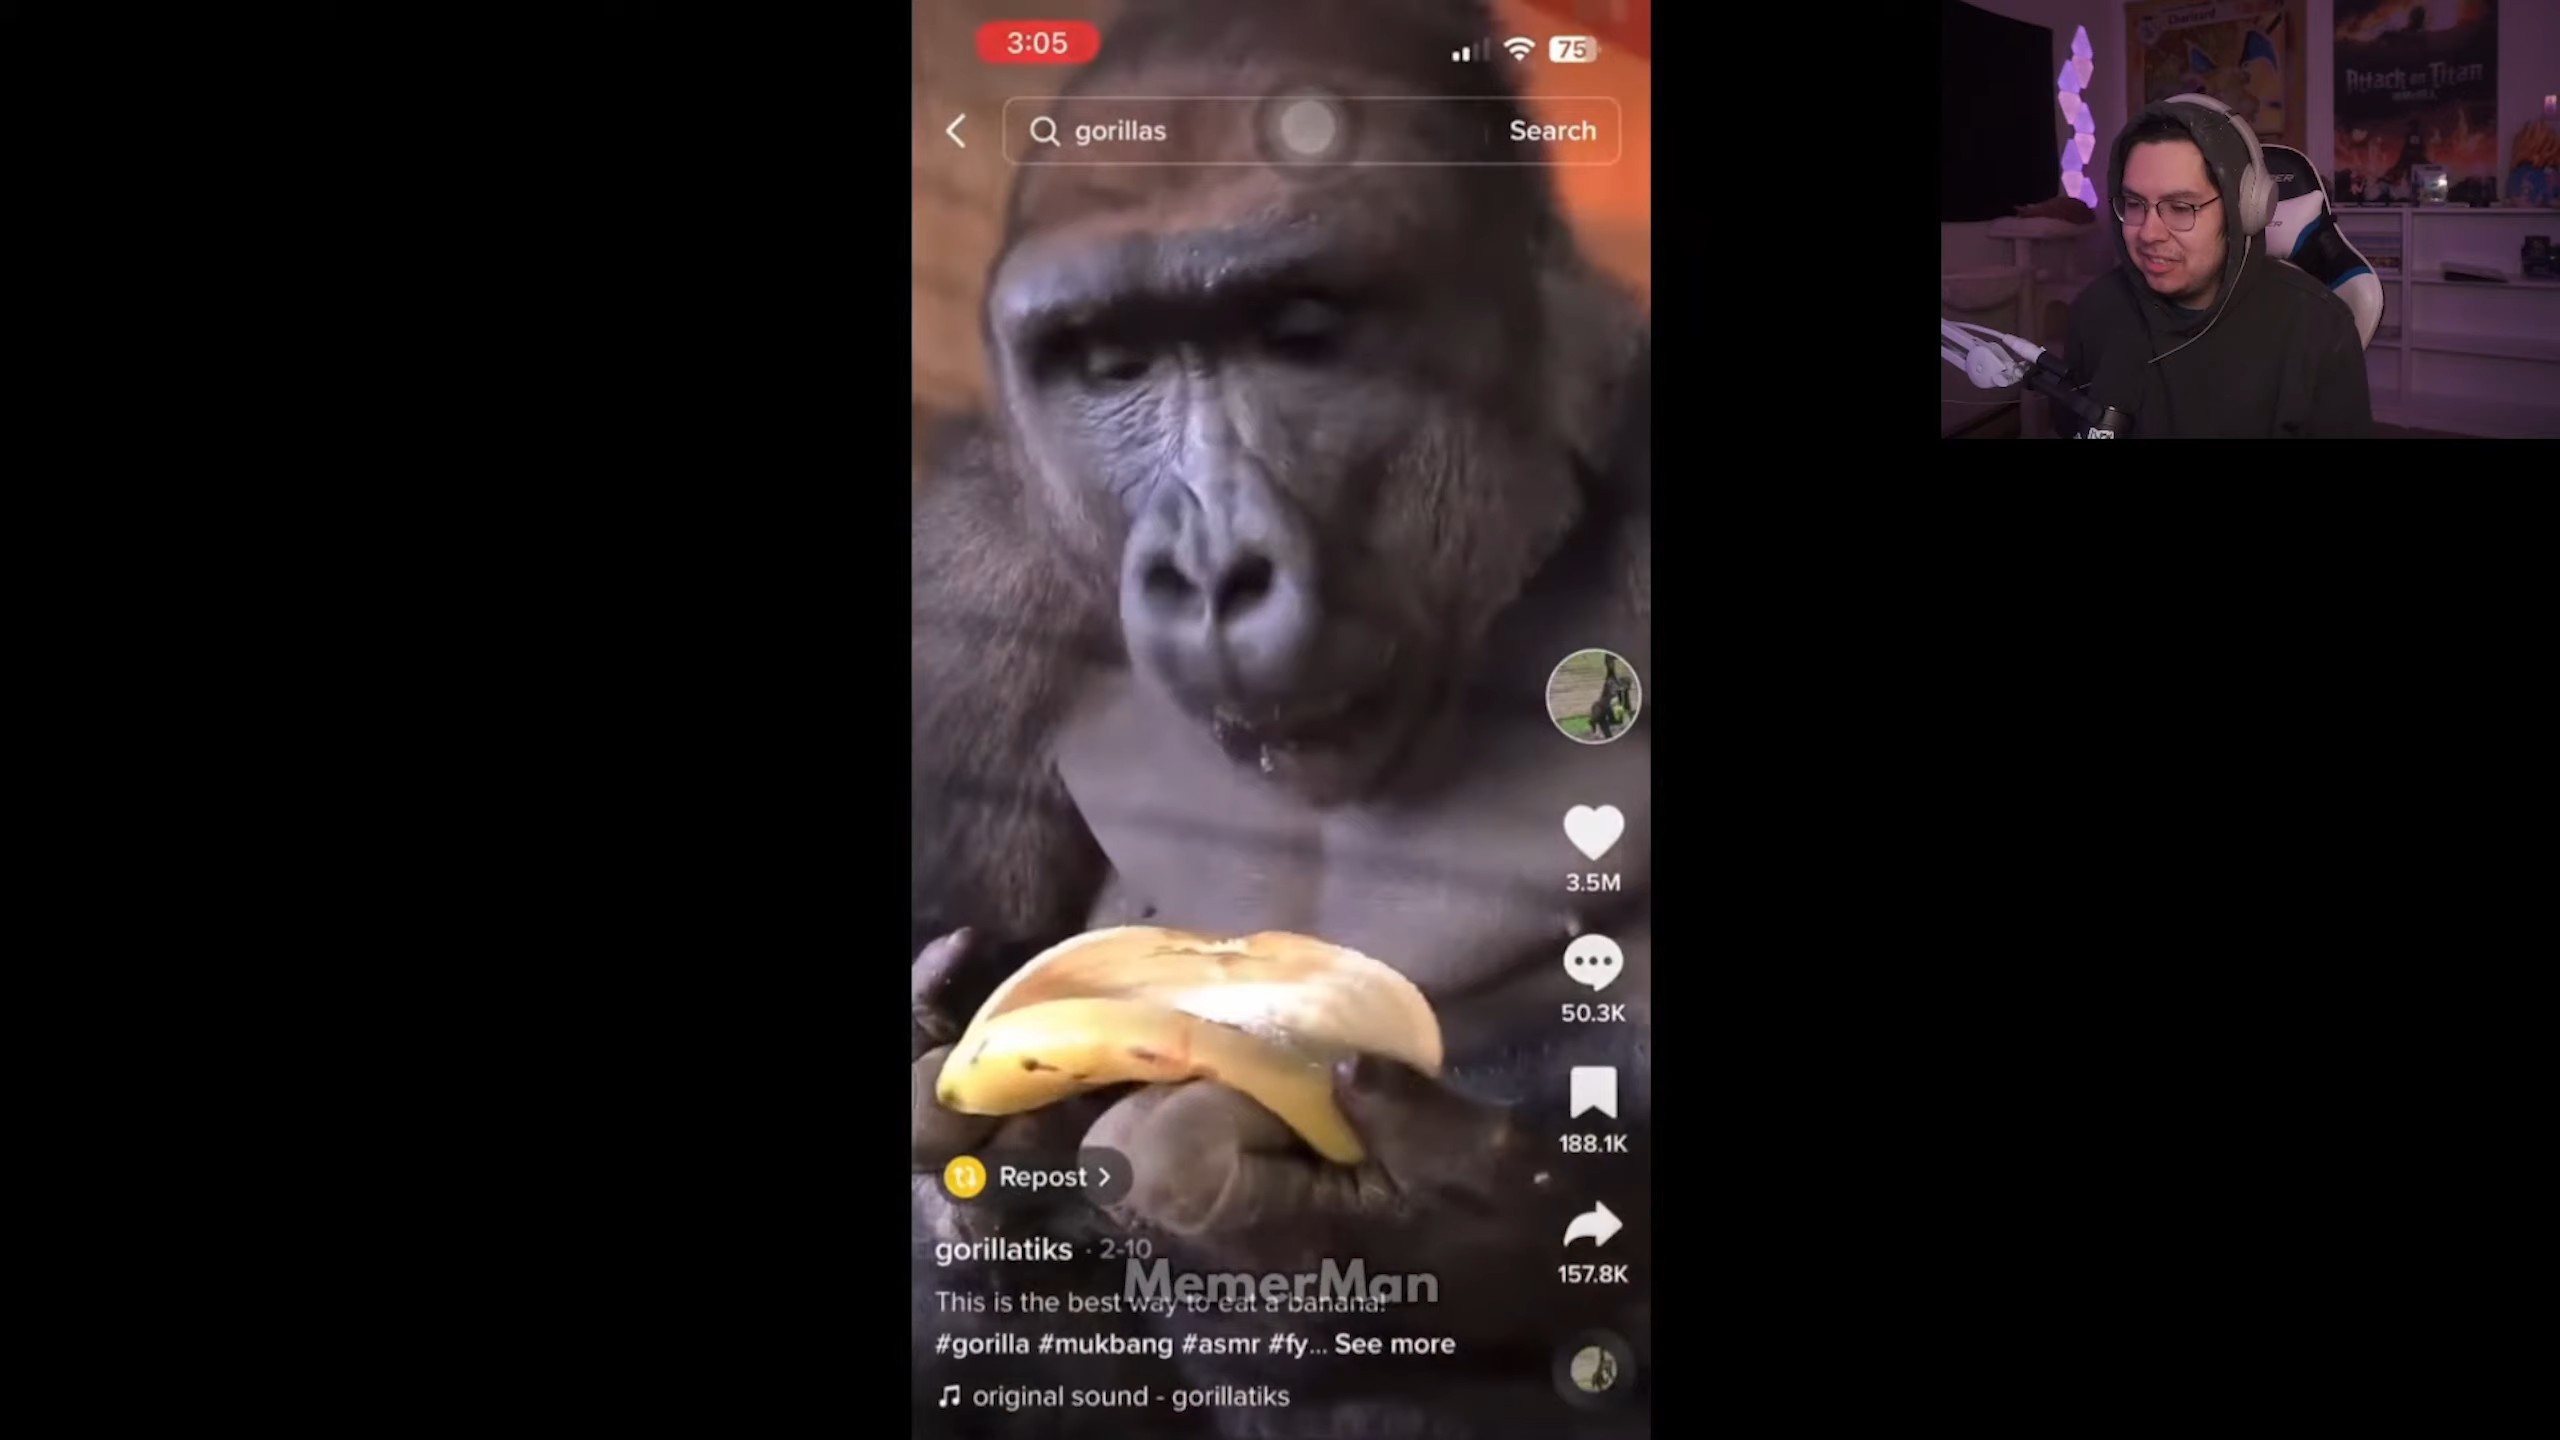 3:05
75
gorillas
Search
3.5M
50.3K
188.1K
157.8K
Repost >
gorillatiks · 2-10
MemerMan
This is the best way to eat a banana!
#gorilla #mukbang #asmr #fy... See more
original sound - gorillatiks
Charizard
Attack on Titan